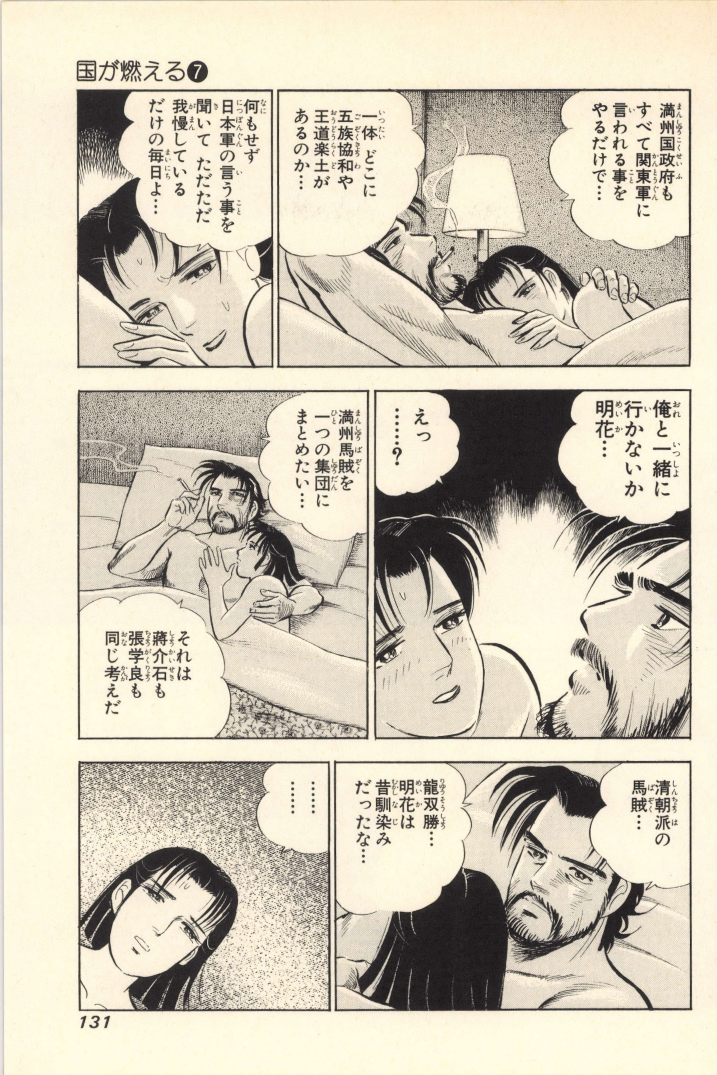 国が燃える❼
満州国政府も
すべて関東軍に
言われる事を
やるだけで…
一体 どこに
五族協和や
王道楽土が
あるのか…
何もせず
日本軍の言う事を
聞いて ただただ
我慢している
だけの毎日よ…
俺と一緒に
行かないか
明花…
えっ
……?
満州馬賊を
一つの集団に
まとめたい…
それは
蔣介石も
張学良も
同じ考えだ
清朝派の
馬賊…
龍双勝…
明花は
昔馴染み
だったな…
……
……
131